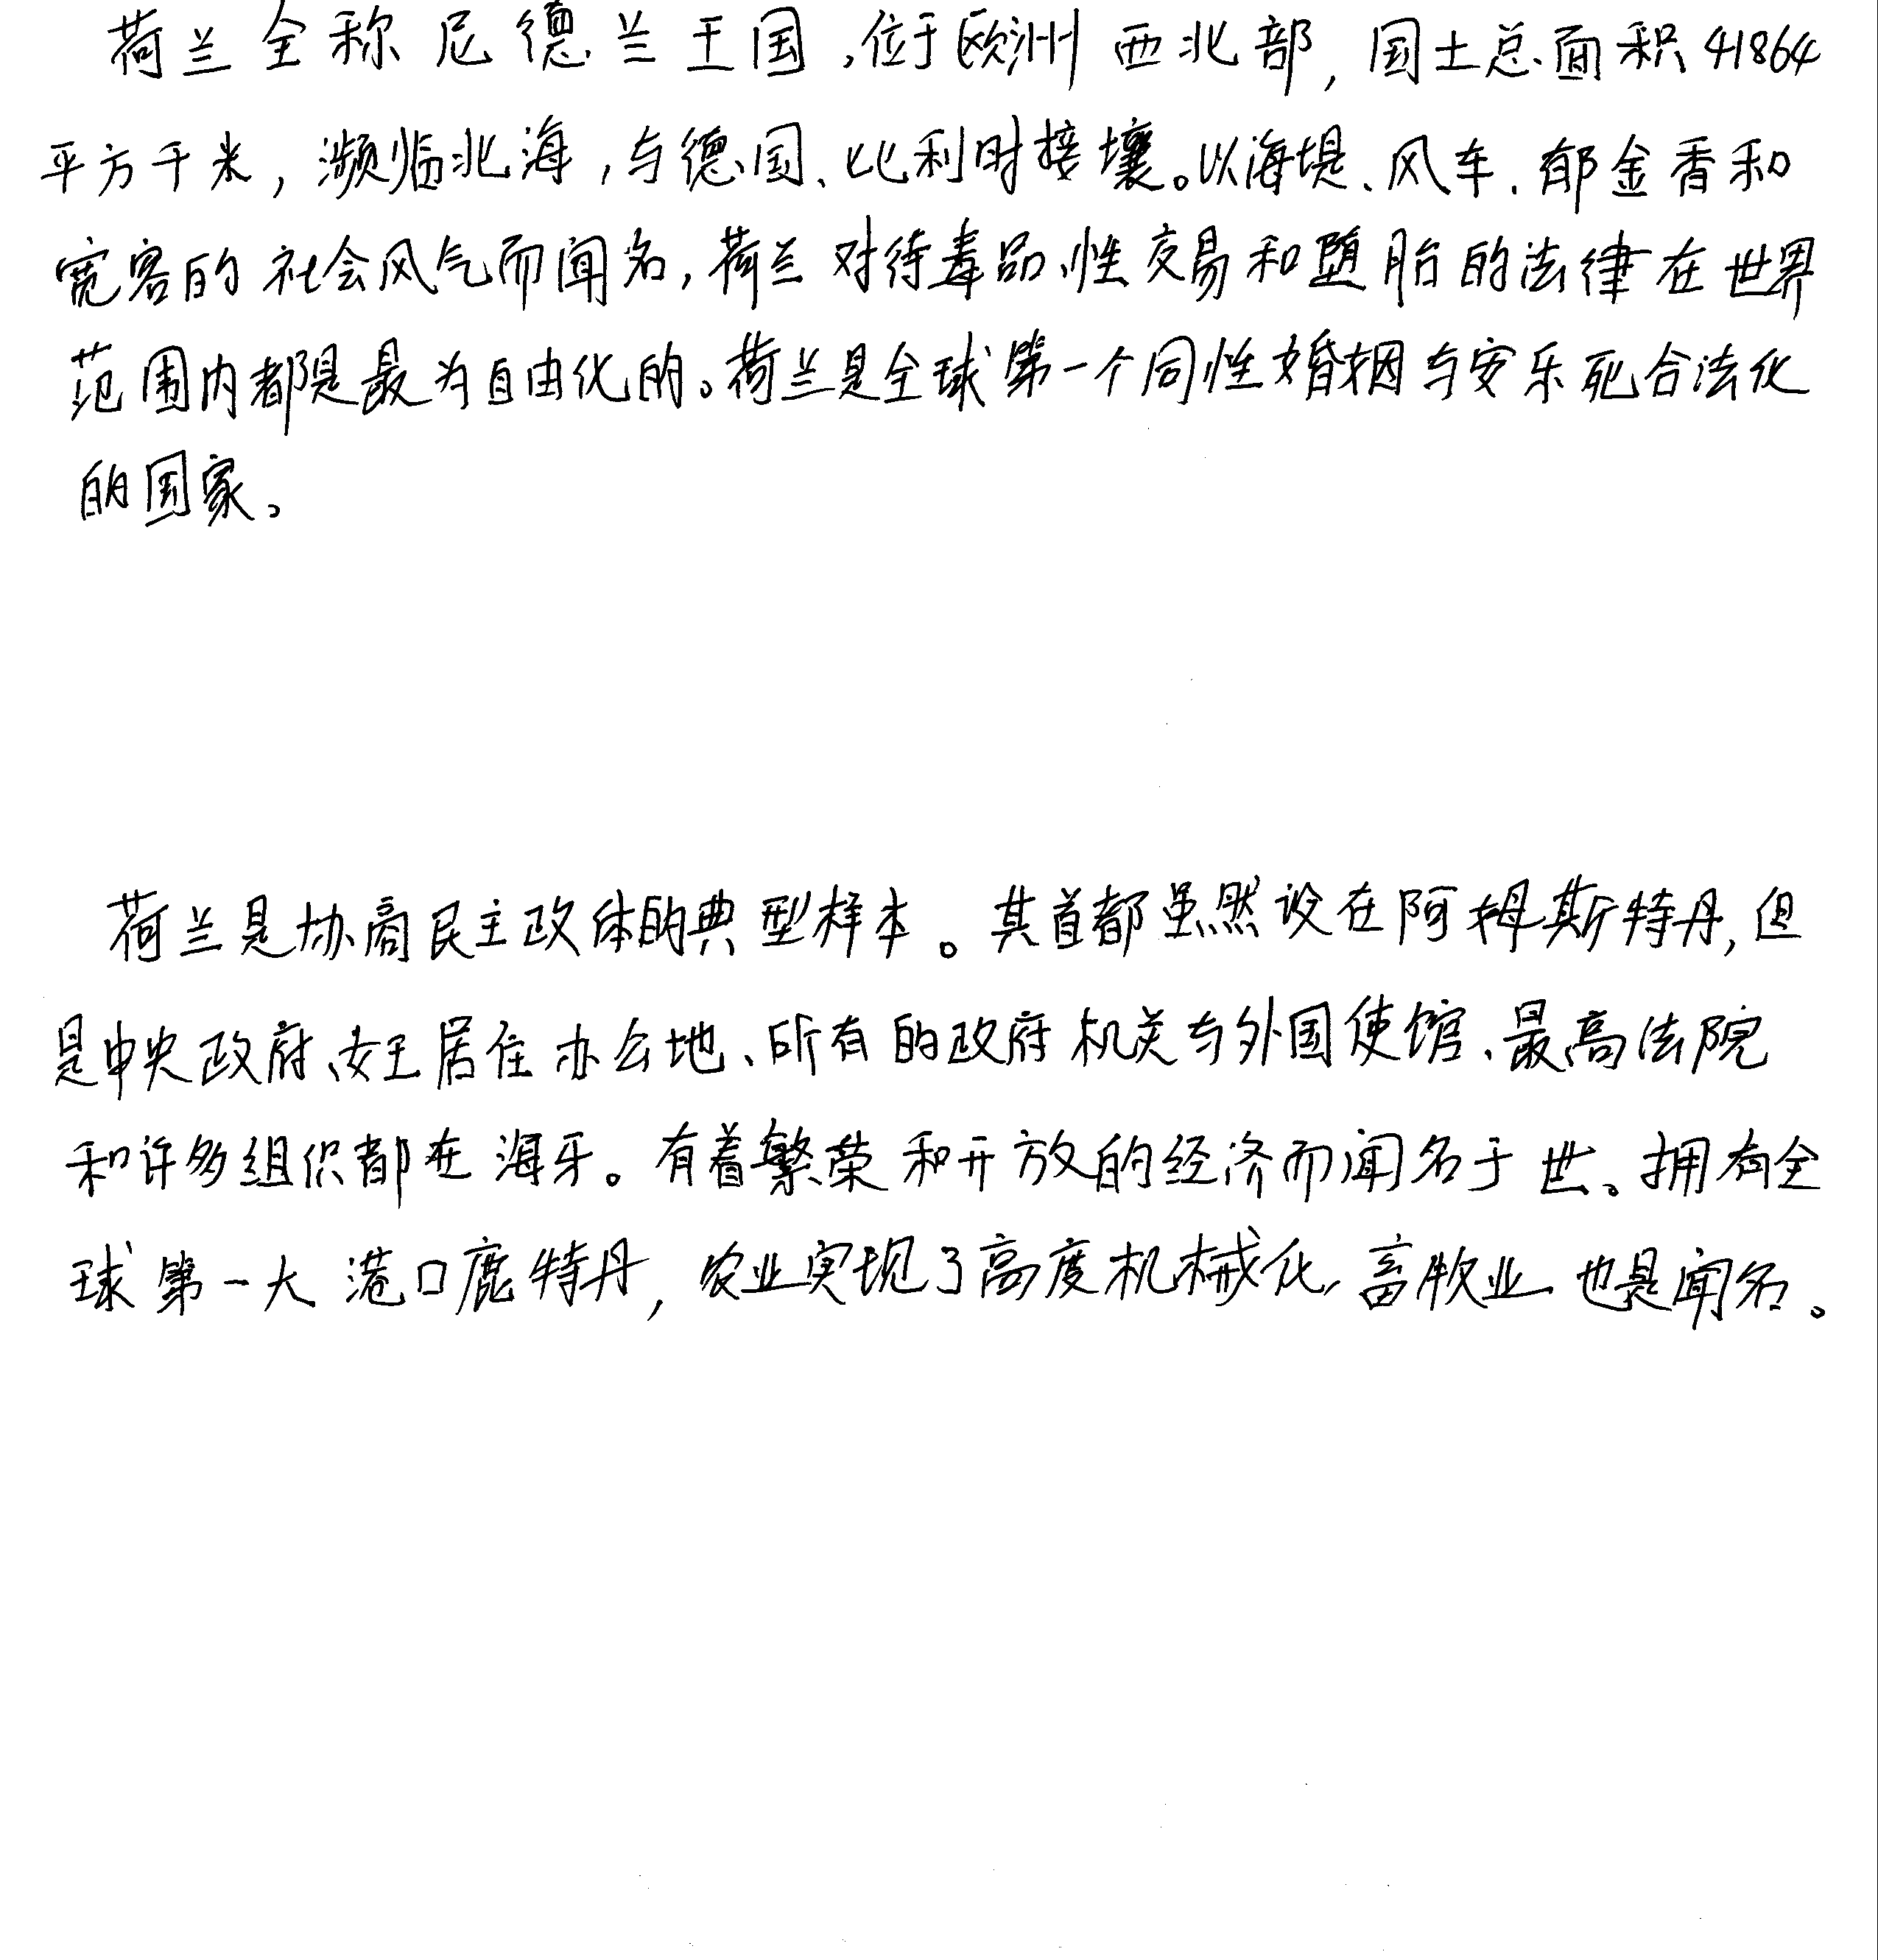 荷兰全称尼德兰王国,位于欧洲西北部,国土总面积41864
平方千米,濒临北海,与德国、比利时接壤。以海堤、风车、郁金香和
宽容的社会风气而闻名,荷兰对待毒品、性交易和堕胎的法律在世界
范围内都是最为自由化的。荷兰是全球第一个同性婚姻与安乐死合法化
的国家。
荷兰是协商民主政体的典型样本。其首都虽然设在阿姆斯特丹,但
是中央政府、女王居住办公地、所有的政府机关与外国使馆、最高法院
和许多组织都在海牙。有着繁荣和开放的经济而闻名于世。拥有全
球第一大港口鹿特丹,农业实现了高度机械化,畜牧业也是闻名。